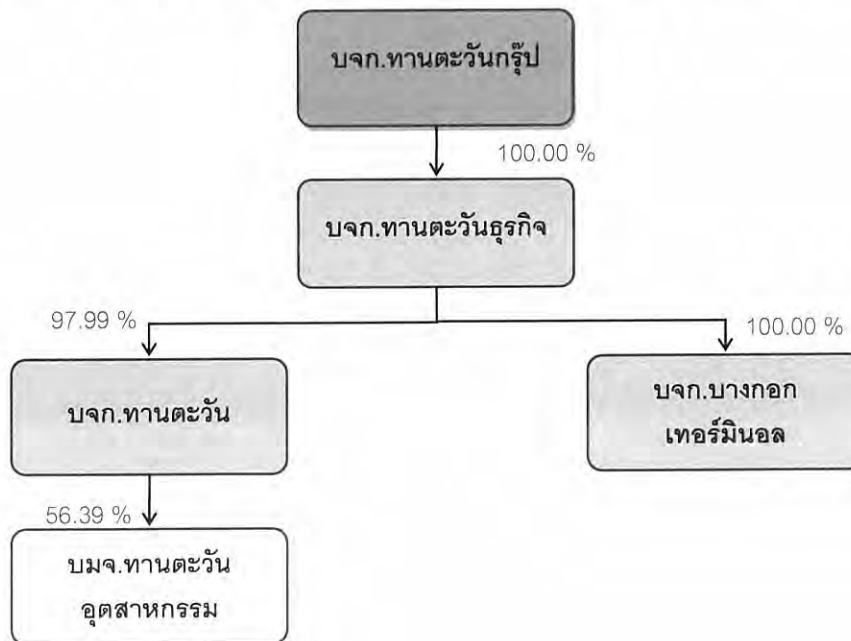 บจก.ทานตะวันกรุ๊ป
100.00 %
บจก.ทานตะวันธุรกิจ
97.99 %
100.00 %
บจก.ทานตะวัน
บจก.บางกอก
เทอร์มินอล
56.39 %
บมจ.ทานตะวัน
อุตสาหกรรม